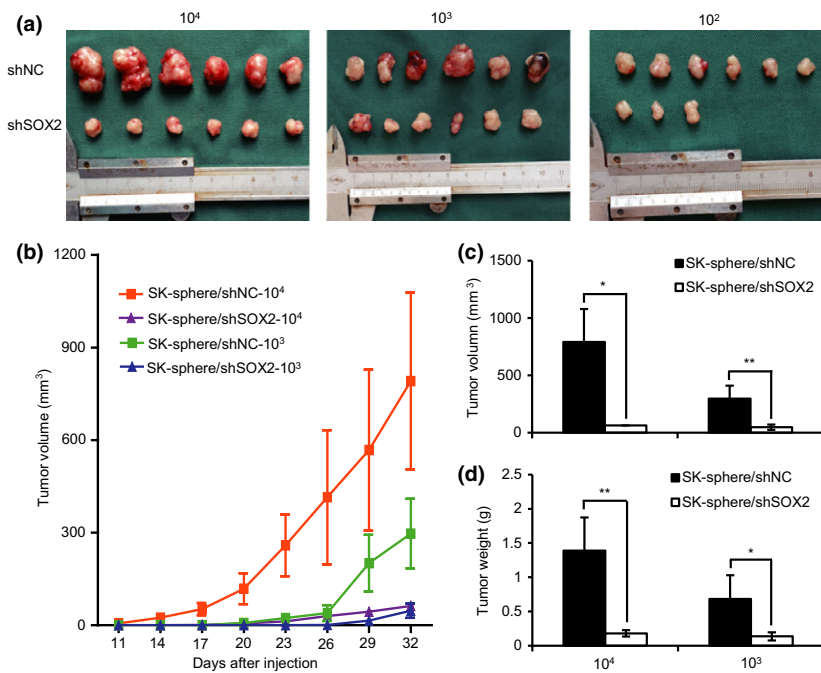 (a)
10⁴ 10³ 10²
shNC
shSOX2
(b)
1200
900
600
300
0
Tumor volume (mm³)
SK-sphere/shNC-10⁴
SK-sphere/shSOX2-10⁴
SK-sphere/shNC-10³
SK-sphere/shSOX2-10³
11 14 17 20 23 26 29 32
Days after injection
(c)
1500
1000
500
0
Tumor volumn (mm³)
SK-sphere/shNC
SK-sphere/shSOX2
*
**
(d)
2.5
2
1.5
1
0.5
0
Tumor weight (g)
SK-sphere/shNC
SK-sphere/shSOX2
**
*
10⁴ 10³